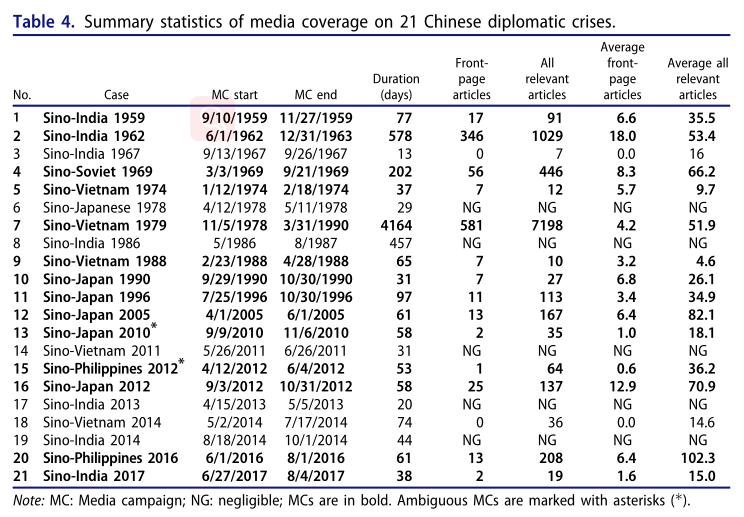 Table 4. Summary statistics of media coverage on 21 Chinese diplomatic crises.
No. Case MC start MC end Duration (days) Front-page articles All relevant articles Average front-page articles Average all relevant articles
1 Sino-India 1959 9/10/1959 11/27/1959 77 17 91 6.6 35.5
2 Sino-India 1962 6/1/1962 12/31/1963 578 346 1029 18.0 53.4
3 Sino-India 1967 9/13/1967 9/26/1967 13 0 7 0.0 16
4 Sino-Soviet 1969 3/3/1969 9/21/1969 202 56 446 8.3 66.2
5 Sino-Vietnam 1974 1/12/1974 2/18/1974 37 7 12 5.7 9.7
6 Sino-Japanese 1978 4/12/1978 5/11/1978 29 NG NG NG NG
7 Sino-Vietnam 1979 11/5/1978 3/31/1990 4164 581 7198 4.2 51.9
8 Sino-India 1986 5/1986 8/1987 457 NG NG NG NG
9 Sino-Vietnam 1988 2/23/1988 4/28/1988 65 7 10 3.2 4.6
10 Sino-Japan 1990 9/29/1990 10/30/1990 31 7 27 6.8 26.1
11 Sino-Japan 1996 7/25/1996 10/30/1996 97 11 113 3.4 34.9
12 Sino-Japan 2005 4/1/2005 6/1/2005 61 13 167 6.4 82.1
13 Sino-Japan 2010* 9/9/2010 11/6/2010 58 2 35 1.0 18.1
14 Sino-Vietnam 2011 5/26/2011 6/26/2011 31 NG NG NG NG
15 Sino-Philippines 2012* 4/12/2012 6/4/2012 53 1 64 0.6 36.2
16 Sino-Japan 2012 9/3/2012 10/31/2012 58 25 137 12.9 70.9
17 Sino-India 2013 4/15/2013 5/5/2013 20 NG NG NG NG
18 Sino-Vietnam 2014 5/2/2014 7/17/2014 74 0 36 0.0 14.6
19 Sino-India 2014 8/18/2014 10/1/2014 44 NG NG NG NG
20 Sino-Philippines 2016 6/1/2016 8/1/2016 61 13 208 6.4 102.3
21 Sino-India 2017 6/27/2017 8/4/2017 38 2 19 1.6 15.0
Note: MC: Media campaign; NG: negligible; MCs are in bold. Ambiguous MCs are marked with asterisks (*).